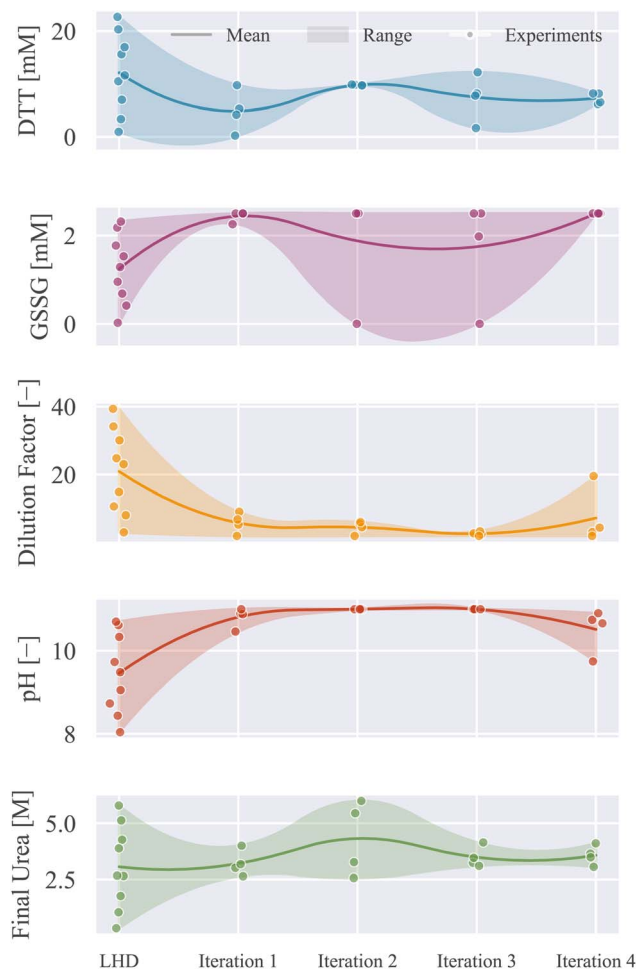 Mean Range Experiments
DTT [mM]
20
0
GSSG [mM]
2
0
Dilution Factor [−]
40
20
pH [−]
10
8
Final Urea [M]
5.0
2.5
LHD Iteration 1 Iteration 2 Iteration 3 Iteration 4